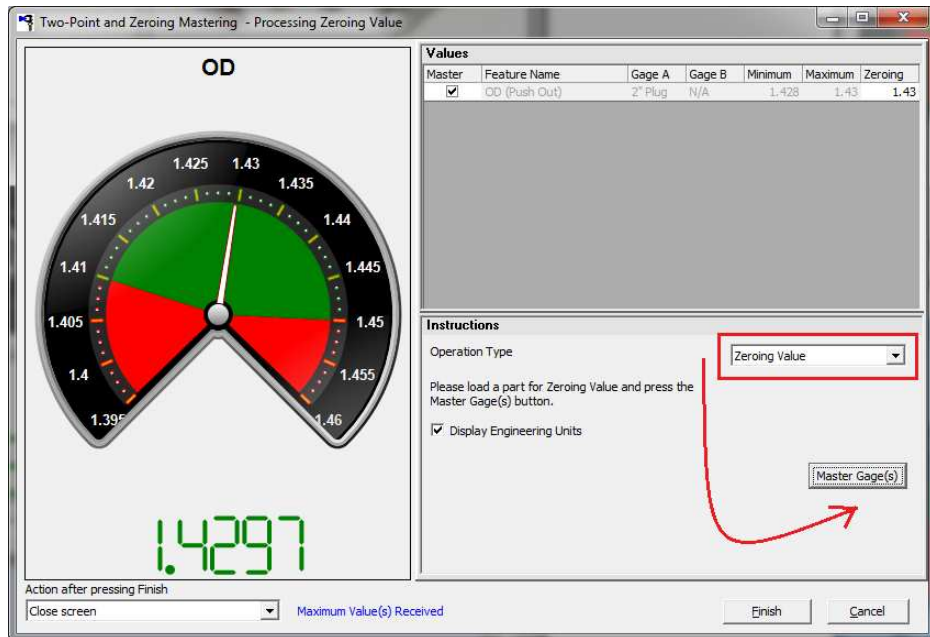 Two-Point and Zeroing Mastering - Processing Zeroing Value
OD
1.395
1.4
1.405
1.41
1.415
1.42
1.425
1.43
1.435
1.44
1.445
1.45
1.455
1.46
1.4297
Values
Master Feature Name Gage A Gage B Minimum Maximum Zeroing
OD (Push Out) 2" Plug N/A 1.428 1.43 1.43
Instructions
Operation Type Zeroing Value
Please load a part for Zeroing Value and press the
Master Gage(s) button.
Display Engineering Units
Master Gage(s)
Action after pressing Finish
Close screen Maximum Value(s) Received Finish Cancel